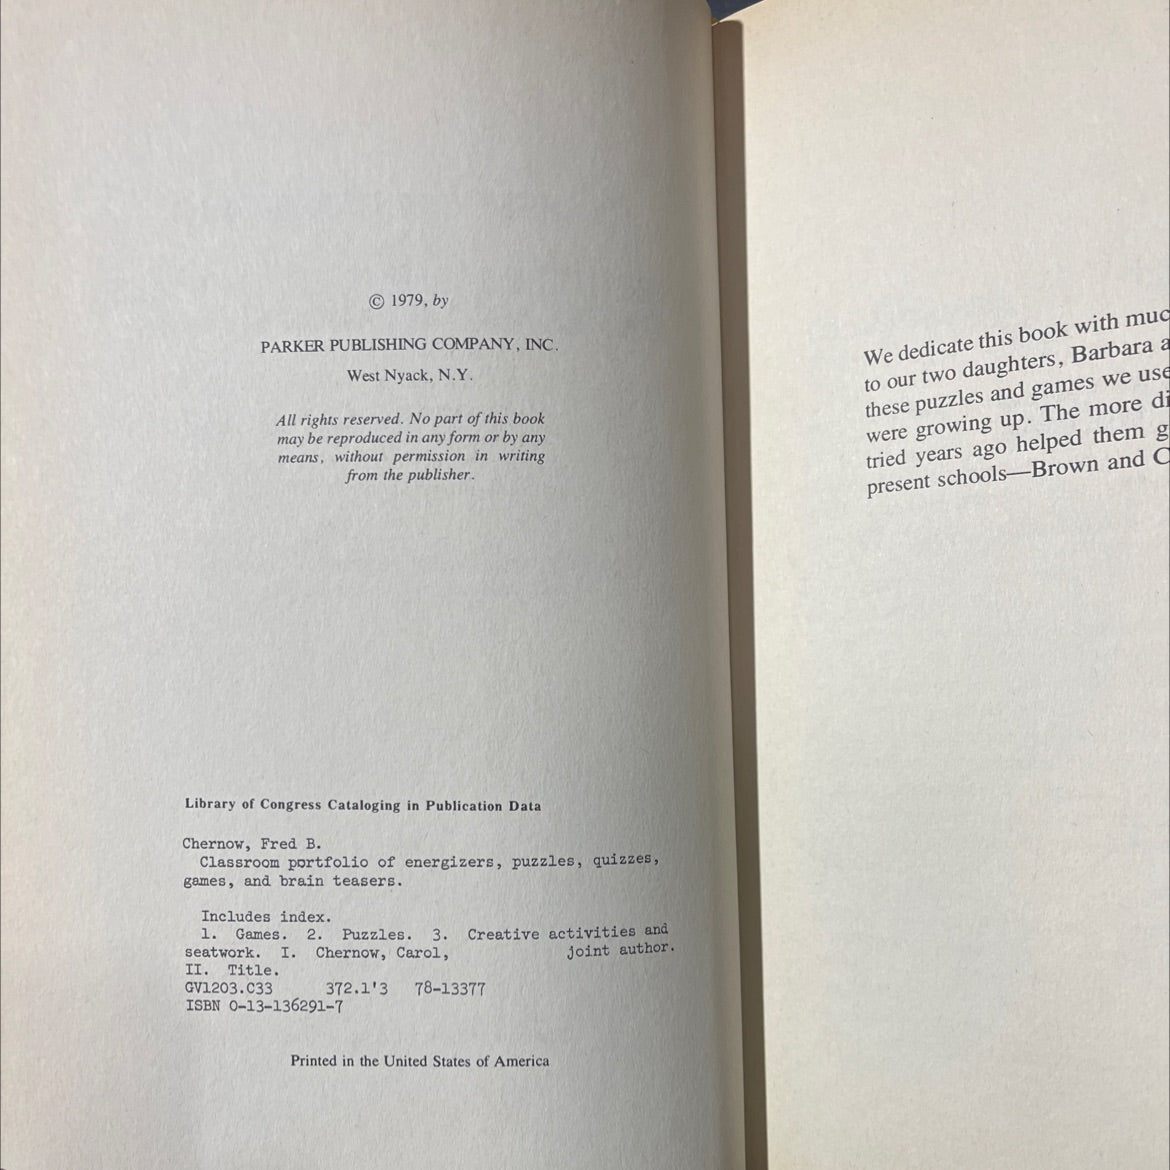 © 1979, by
PARKER PUBLISHING COMPANY, INC.
West Nyack, N.Y.
All rights reserved. No part of this book
may be reproduced in any form or by any
means, without permission in writing
from the publisher.
Library of Congress Cataloging in Publication Data
Chernow, Fred B.
Classroom portfolio of energizers, puzzles, quizzes,
games, and brain teasers.
Includes index.
1. Games. 2. Puzzles. 3. Creative activities and
seatwork. I. Chernow, Carol, joint author.
II. Title.
GV1203.C33 372.1'3 78-13377
ISBN 0-13-136291-7
Printed in the United States of America
We dedicate this book with muc
to our two daughters, Barbara a
these puzzles and games we use
were growing up. The more di
tried years ago helped them g
present schools—Brown and C